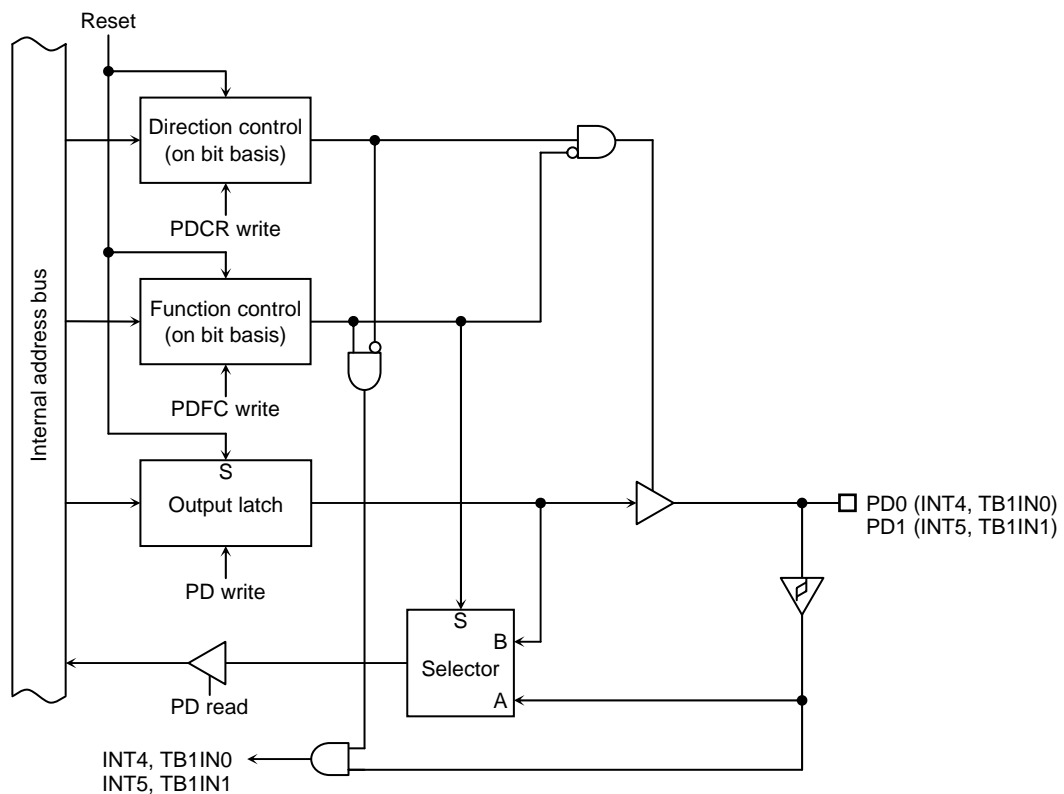 Reset
Direction control
(on bit basis)
PDCR write
Internal address bus
Function control
(on bit basis)
PDFC write
S
Output latch
PD write
PD0 (INT4, TB1IN0)
PD1 (INT5, TB1IN1)
S
B
Selector
A
PD read
INT4, TB1IN0
INT5, TB1IN1